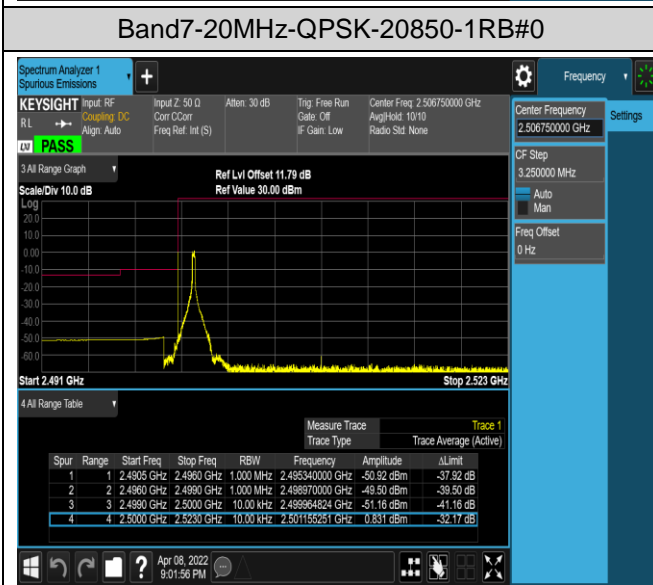 Band7-20MHz-QPSK-20850-1RB#0
Spectrum Analyzer 1
Spurious Emissions
Frequency
KEYSIGHT Input: RF Input Z: 50 Ω Atten: 30 dB Trig: Free Run Center Freq: 2.506750000 GHz
RL Coupling: DC Corr CCorr Gate: Off Avg|Hold: 10/10
Align: Auto Freq Ref: Int (S) IF Gain: Low Radio Std: None
LXI PASS
Center Frequency
2.506750000 GHz
Settings
CF Step
3.250000 MHz
Auto
Man
Freq Offset
0 Hz
3 All Range Graph
Ref Lvl Offset 11.79 dB
Scale/Div 10.0 dB Ref Value 30.00 dBm
Log
20.0
10.0
0.00
-10.0
-20.0
-30.0
-40.0
-50.0
-60.0
Start 2.491 GHz Stop 2.523 GHz
4 All Range Table
Measure Trace Trace 1
Trace Type Trace Average (Active)
Spur Range Start Freq Stop Freq RBW Frequency Amplitude ΔLimit
1 1 2.4905 GHz 2.4960 GHz 1.000 MHz 2.495340000 GHz -50.92 dBm -37.92 dB
2 2 2.4960 GHz 2.4990 GHz 1.000 MHz 2.498970000 GHz -49.50 dBm -39.50 dB
3 3 2.4990 GHz 2.5000 GHz 10.00 kHz 2.499964824 GHz -51.16 dBm -41.16 dB
4 4 2.5000 GHz 2.5230 GHz 10.00 kHz 2.501155251 GHz 0.831 dBm -32.17 dB
Apr 08, 2022
9:01:56 PM